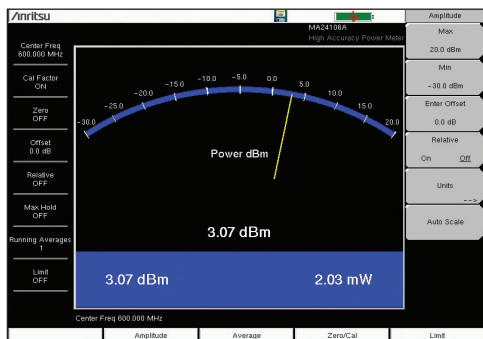 Anritsu
MA24106A
High Accuracy Power Meter
Amplitude
Center Freq
600.000 MHz
Cal Factor
ON
Zero
OFF
Offset
0.0 dB
Relative
OFF
Max Hold
OFF
Running Averages
1
Limit
OFF
-30.0
-25.0
-20.0
-15.0
-10.0
-5.0
0.0
5.0
10.0
15.0
20.0
Power dBm
3.07 dBm
3.07 dBm
2.03 mW
Center Freq 600.000 MHz
Max
20.0 dBm
Min
-30.0 dBm
Enter Offset
0.0 dB
Relative
On Off
Units
-->
Auto Scale
Amplitude
Average
Zero/Cal
Limit